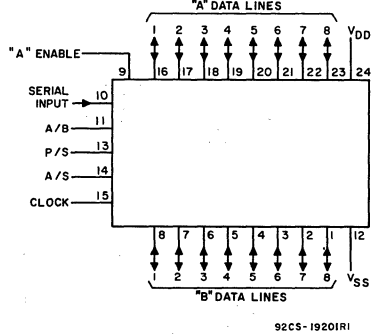 "A" DATA LINES
1 2 3 4 5 6 7 8 VDD
"A" ENABLE
9 16 17 18 19 20 21 22 23 24
SERIAL
INPUT 10
A/B 11
P/S 13
A/S 14
CLOCK 15
8 7 6 5 4 3 2 1 12
1 2 3 4 5 6 7 8 VSS
"B" DATA LINES
92CS-19201R1